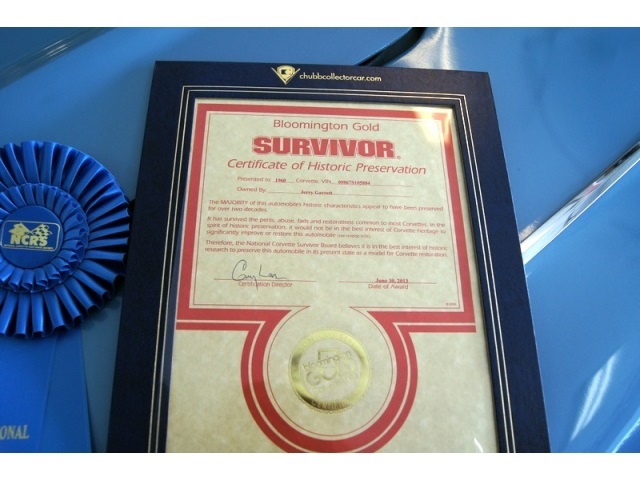 chubbcollectorcar.com
Bloomington Gold
SURVIVOR®
Certificate of Historic Preservation
Presented to 1968 Corvette VIN
Owned By Jerry Garrett
The MAJORITY of this automobiles historic characteristics appear to have been preserved
for over two decades.
It has survived the perils, abuse, fads and restorations common to most Corvettes. In the
spirit of historic preservation, it would not be in the best interest of Corvette heritage to
significantly improve or restore this automobile
Therefore, the National Corvette Survivor Board believes it is in the best interest of historic
research to preserve this automobile in its present state as a model for Corvette restoration.
Certification Director
June 30, 2012
Date of Award
NCRS
ONAL